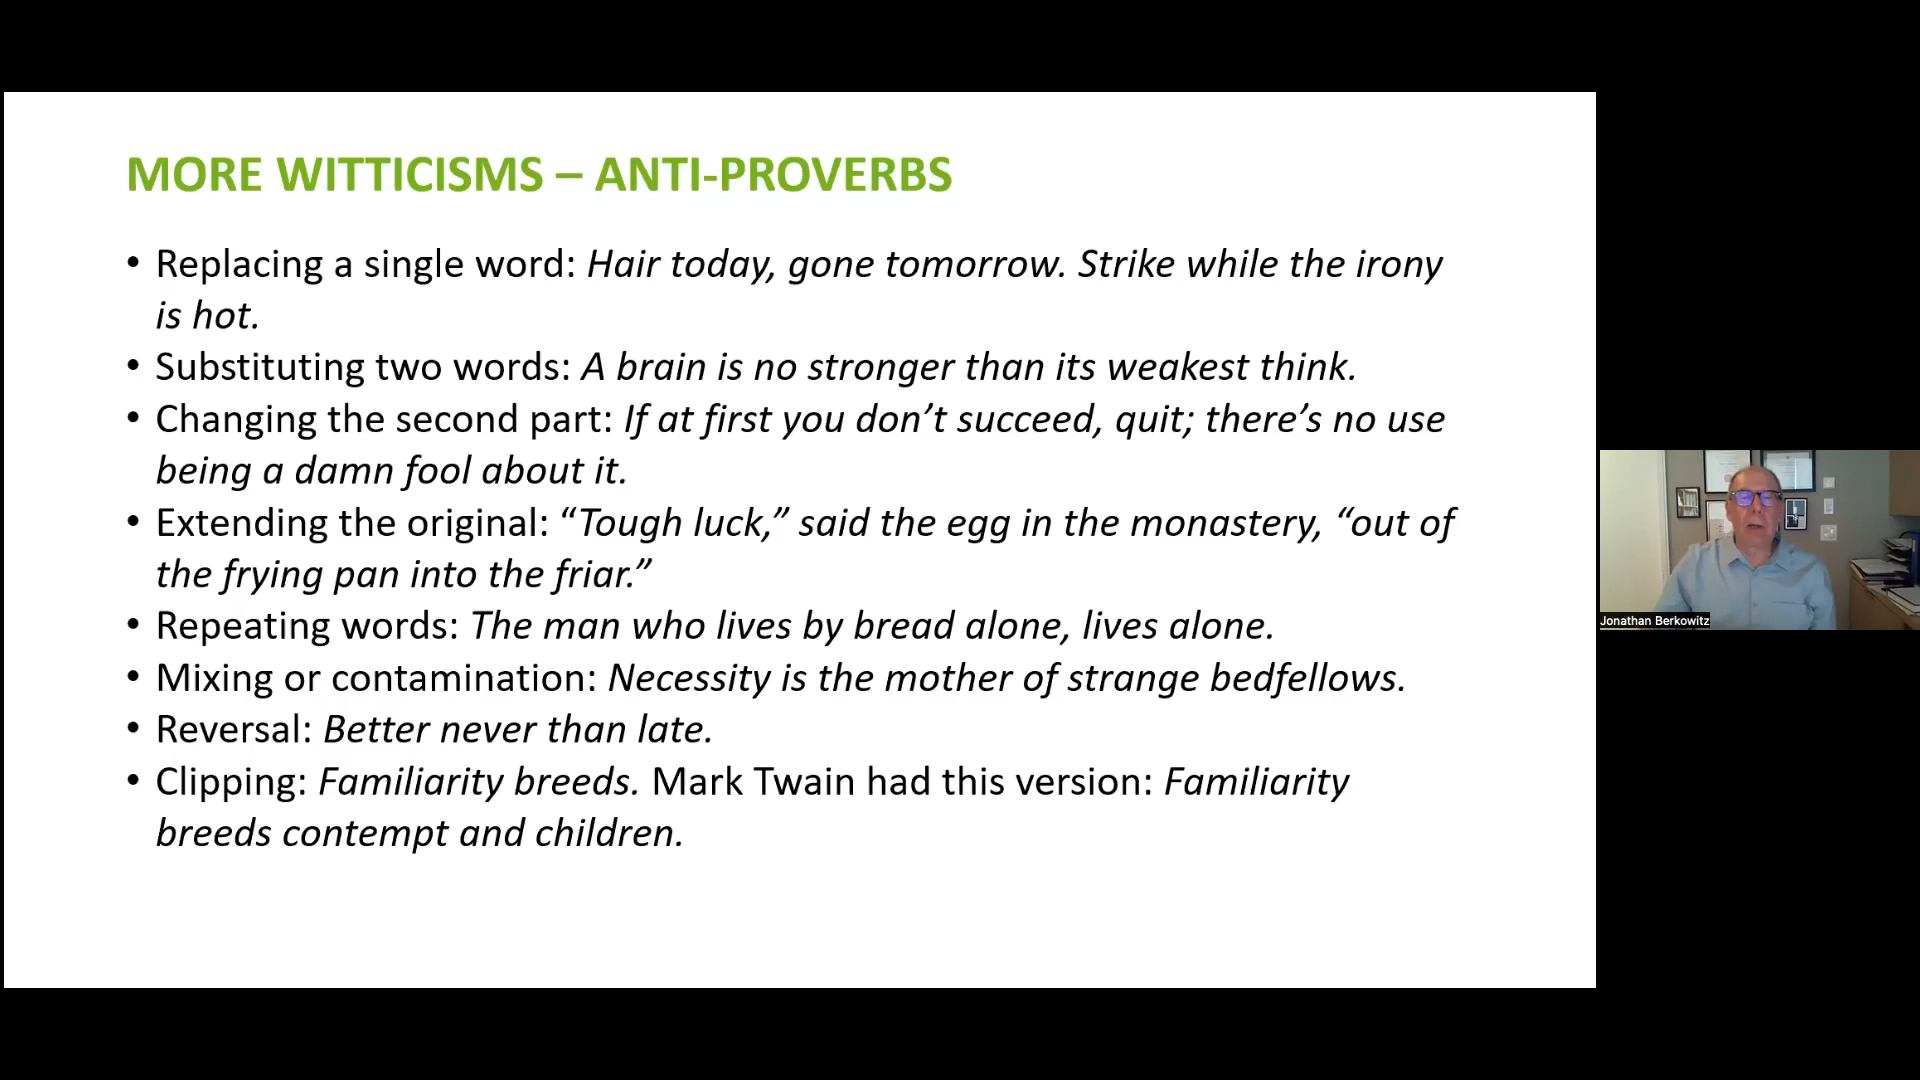 MORE WITTICISMS – ANTI-PROVERBS
• Replacing a single word: Hair today, gone tomorrow. Strike while the irony
is hot.
• Substituting two words: A brain is no stronger than its weakest think.
• Changing the second part: If at first you don’t succeed, quit; there’s no use
being a damn fool about it.
• Extending the original: “Tough luck,” said the egg in the monastery, “out of
the frying pan into the friar.”
• Repeating words: The man who lives by bread alone, lives alone.
• Mixing or contamination: Necessity is the mother of strange bedfellows.
• Reversal: Better never than late.
• Clipping: Familiarity breeds. Mark Twain had this version: Familiarity
breeds contempt and children.
Jonathan Berkowitz